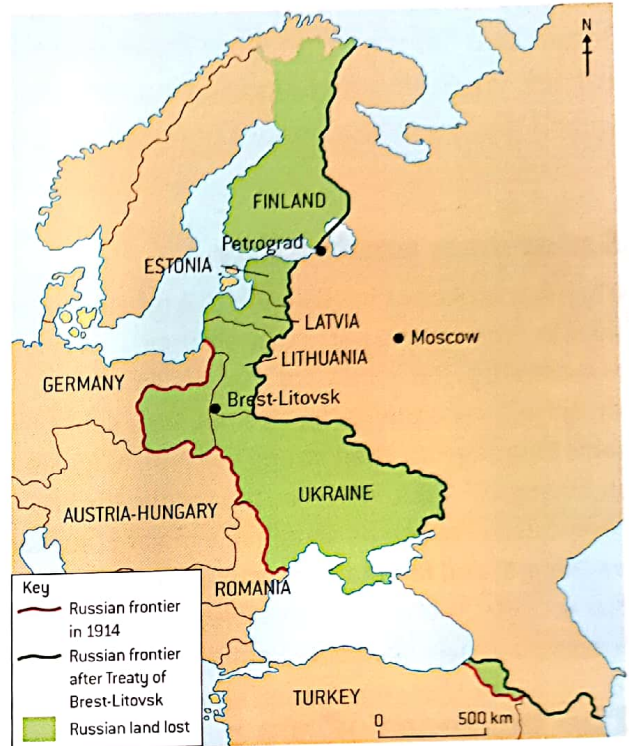 N
FINLAND
Petrograd
ESTONIA
LATVIA
Moscow
LITHUANIA
GERMANY
Brest-Litovsk
UKRAINE
AUSTRIA-HUNGARY
ROMANIA
Key
Russian frontier
in 1914
Russian frontier
after Treaty of
Brest-Litovsk
Russian land lost
TURKEY
0 500 km